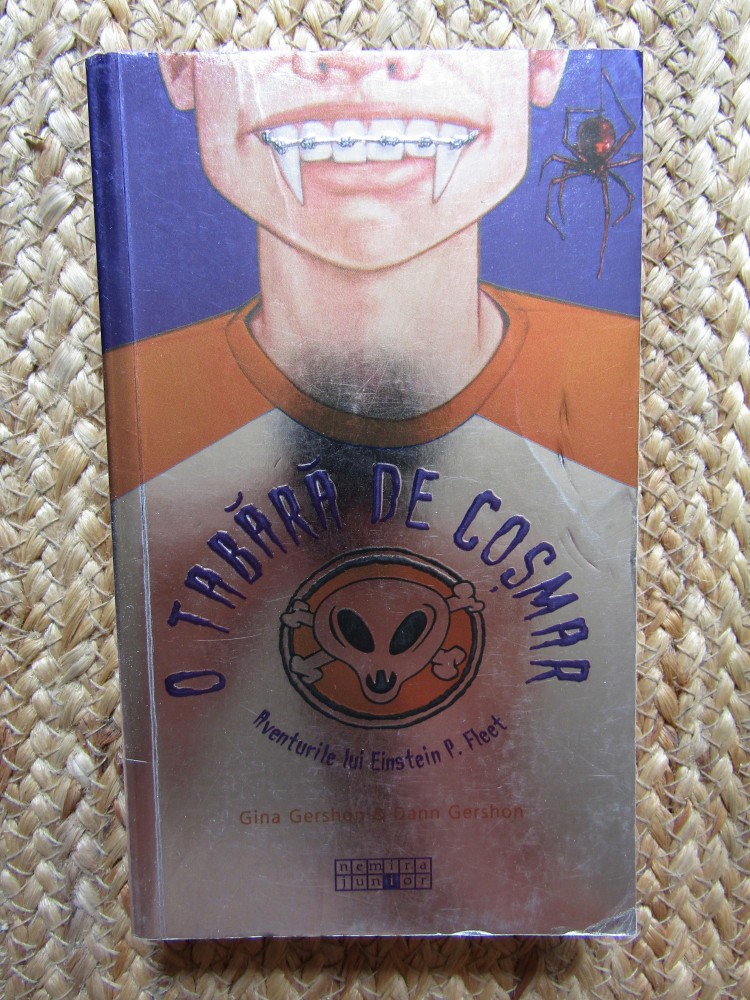 O TABĂRĂ DE COȘMAR
Aventurile lui Einstein P. Fleet
Gina Gershon & Dann Gershon
nemira
junior